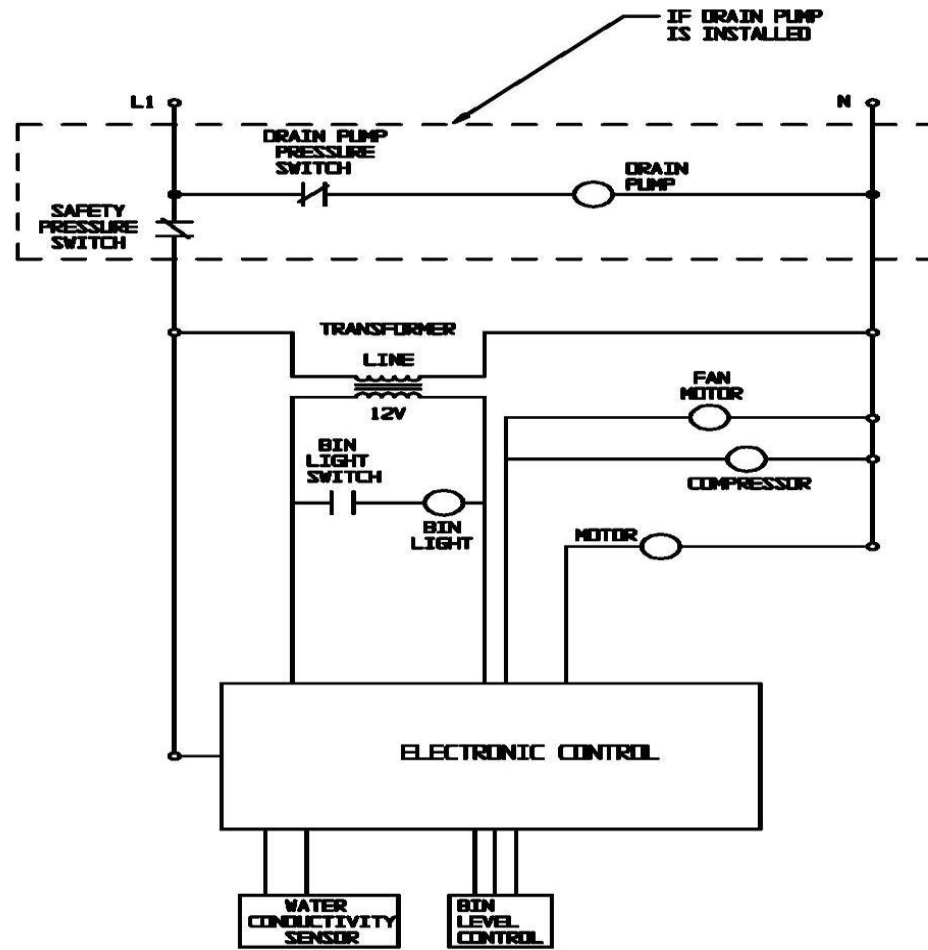 IF DRAIN PUMP
IS INSTALLED
L1
N
DRAIN PUMP
PRESSURE
SWITCH
DRAIN
PUMP
SAFETY
PRESSURE
SWITCH
TRANSFORMER
LINE
12V
FAN
MOTOR
BIN
LIGHT
SWITCH
COMPRESSOR
BIN
LIGHT
MOTOR
ELECTRONIC CONTROL
WATER
CONDUCTIVITY
SENSOR
BIN
LEVEL
CONTROL